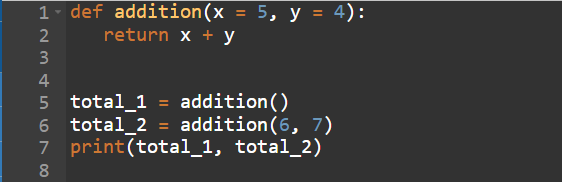 1 def addition(x = 5, y = 4):
2    return x + y
3
4
5 total_1 = addition()
6 total_2 = addition(6, 7)
7 print(total_1, total_2)
8